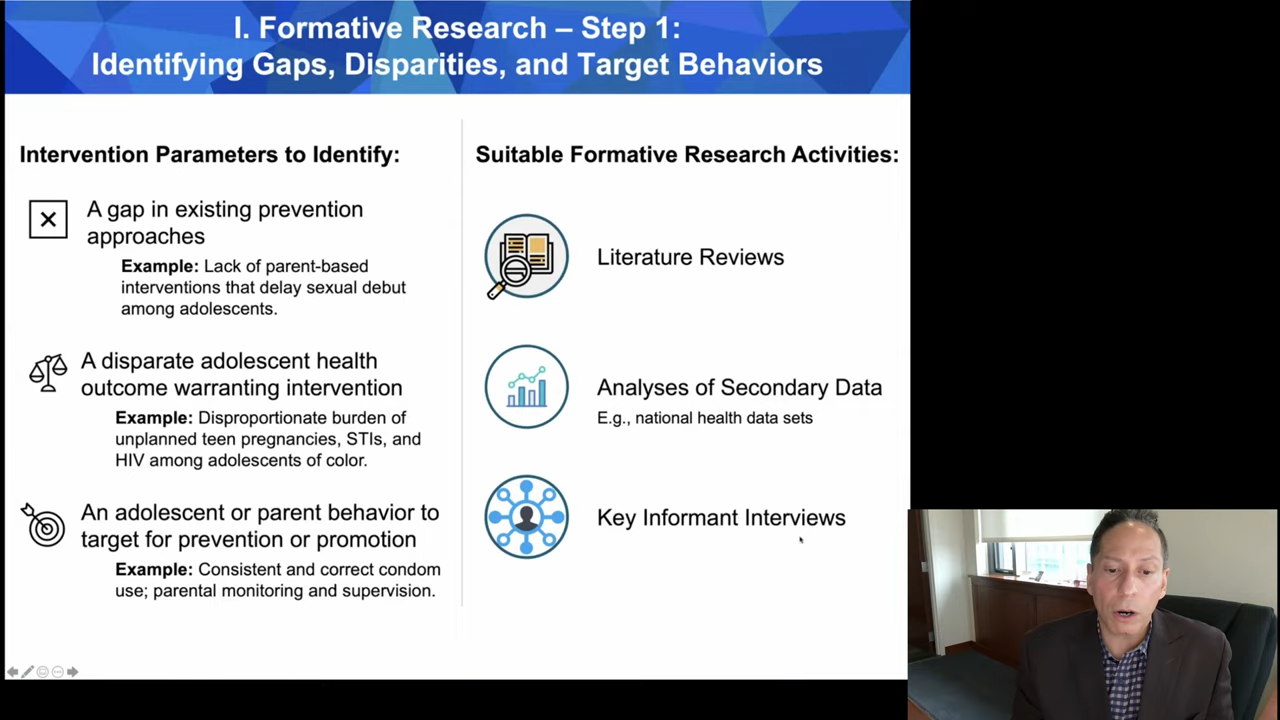 I. Formative Research – Step 1:
Identifying Gaps, Disparities, and Target Behaviors
Intervention Parameters to Identify:
A gap in existing prevention
approaches
Example: Lack of parent-based
interventions that delay sexual debut
among adolescents.
A disparate adolescent health
outcome warranting intervention
Example: Disproportionate burden of
unplanned teen pregnancies, STIs, and
HIV among adolescents of color.
An adolescent or parent behavior to
target for prevention or promotion
Example: Consistent and correct condom
use; parental monitoring and supervision.
Suitable Formative Research Activities:
Literature Reviews
Analyses of Secondary Data
E.g., national health data sets
Key Informant Interviews